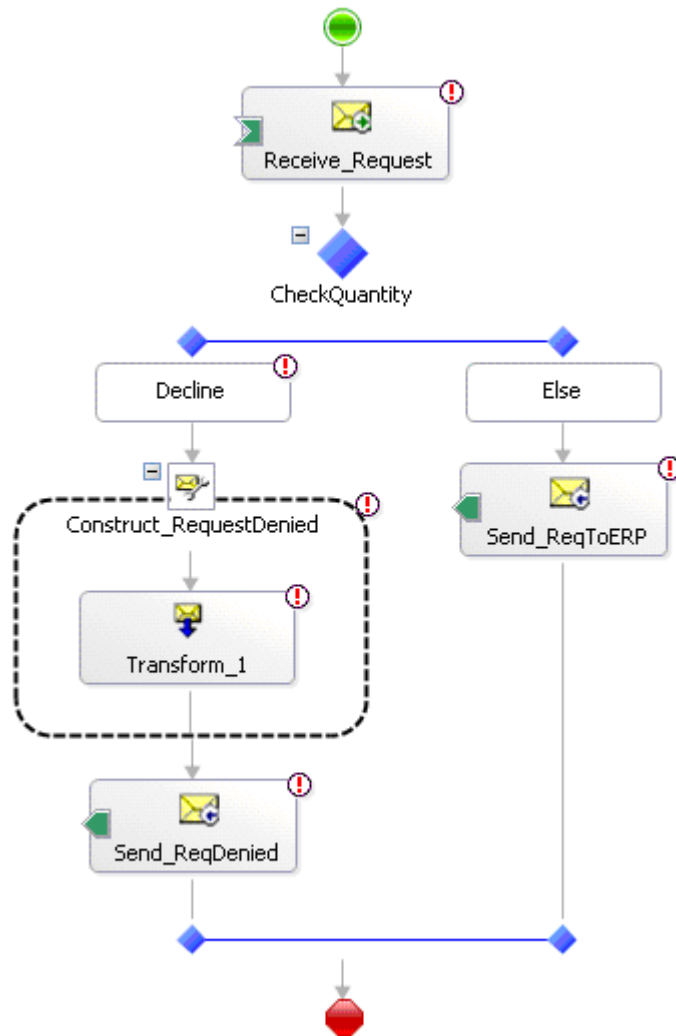 Receive_Request
CheckQuantity
Decline
Else
Construct_RequestDenied
Send_ReqToERP
Transform_1
Send_ReqDenied